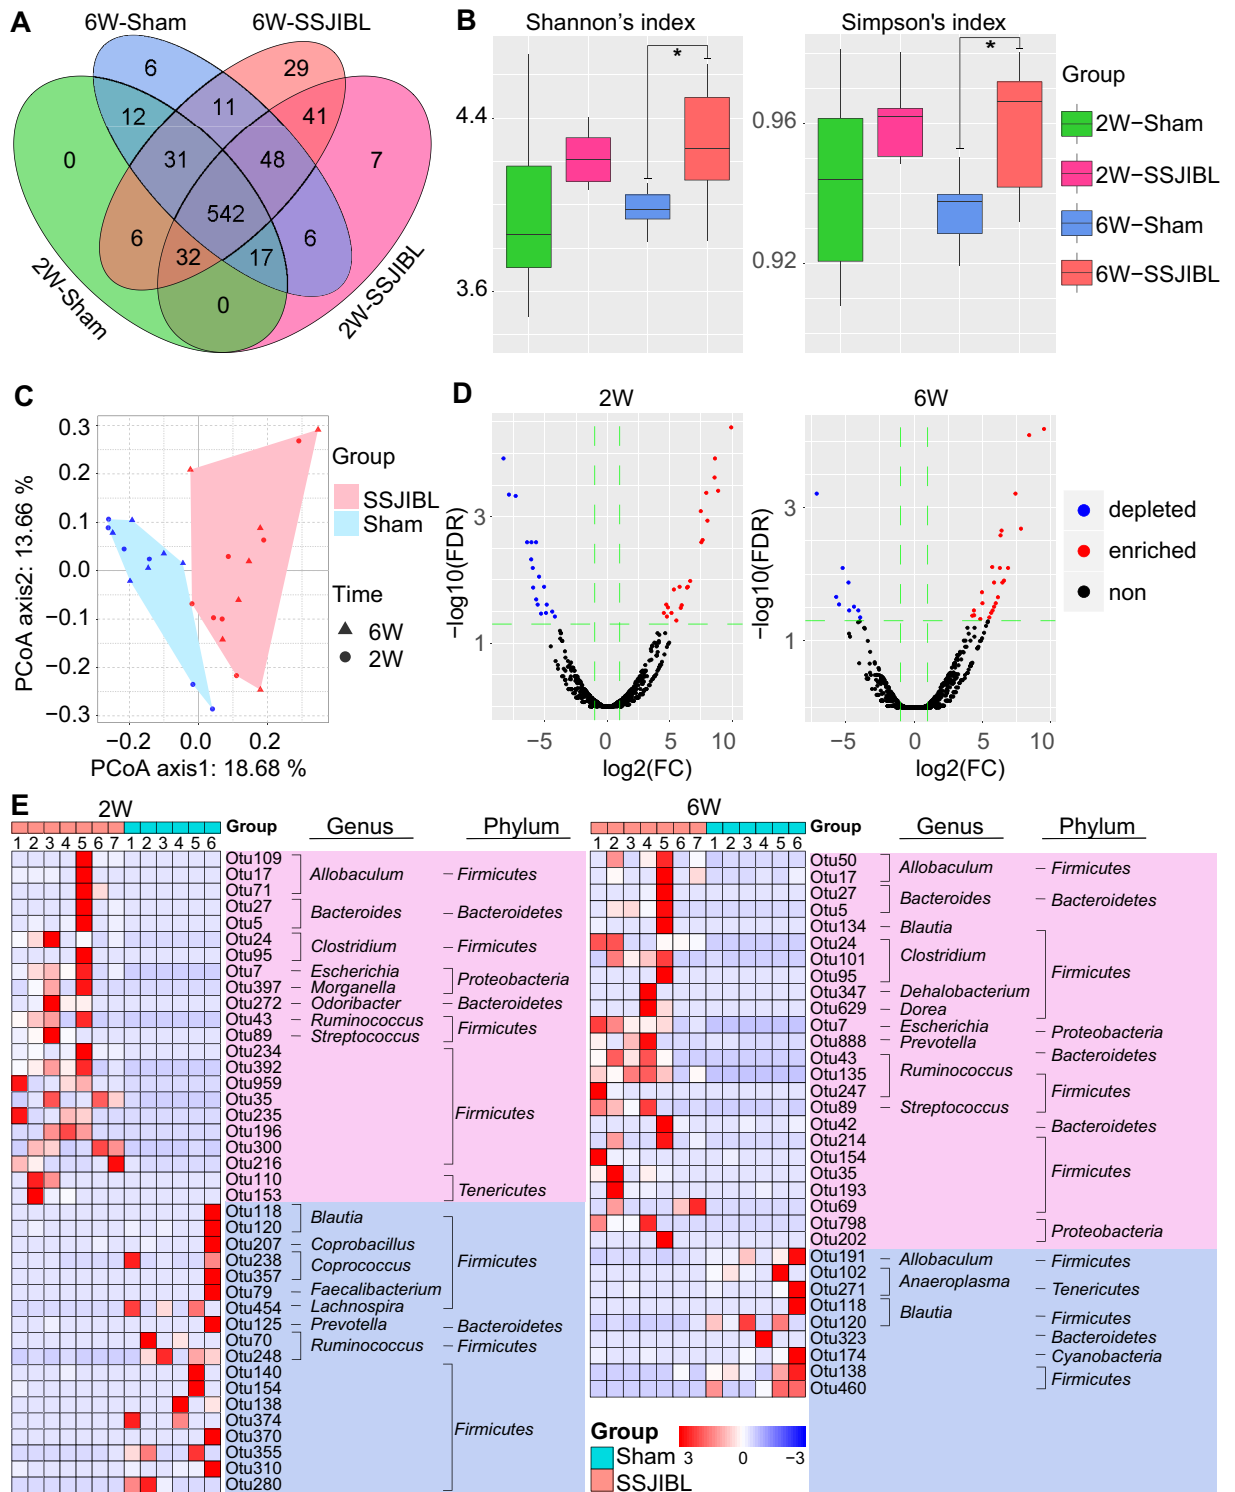 A
6W-Sham
6W-SSJIBL
6
29
12
11
41
0
31
48
7
542
6
32
17
6
0
2W-Sham
2W-SSJIBL
B
Shannon’s index
Simpson's index
*
*
4.4
3.6
0.96
0.92
Group
2W−Sham
2W−SSJIBL
6W−Sham
6W−SSJIBL
C
0.3
0.2
0.1
0.0
−0.1
−0.2
−0.3
−0.2
0.0
0.2
PCoA axis2: 13.66 %
PCoA axis1: 18.68 %
Group
SSJIBL
Sham
Time
6W
2W
D
2W
6W
3
1
−log10(FDR)
−5
0
5
10
log2(FC)
3
1
−log10(FDR)
−5
0
5
10
log2(FC)
depleted
enriched
non
E
2W
Group
Genus
Phylum
1 2 3 4 5 6 7 1 2 3 4 5 6
Otu109
Otu17 Allobaculum – Firmicutes
Otu71
Otu27
Otu5 Bacteroides – Bacteroidetes
Otu24
Otu95 Clostridium – Firmicutes
Otu7 – Escherichia
Otu397 – Morganella Proteobacteria
Otu272 – Odoribacter – Bacteroidetes
Otu43 – Ruminococcus
Otu89 – Streptococcus Firmicutes
Otu234
Otu392
Otu959
Otu35
Otu235 Firmicutes
Otu196
Otu300
Otu216
Otu110
Otu153 Tenericutes
Otu118
Otu120 Blautia
Otu207 – Coprobacillus
Otu238 Coprococcus Firmicutes
Otu357
Otu79 – Faecalibacterium
Otu454 – Lachnospira
Otu125 – Prevotella – Bacteroidetes
Otu70 Ruminococcus – Firmicutes
Otu248
Otu140
Otu154
Otu138
Otu374 Firmicutes
Otu370
Otu355
Otu310
Otu280
6W
Group
Genus
Phylum
1 2 3 4 5 6 7 1 2 3 4 5 6
Otu50
Otu17 Allobaculum – Firmicutes
Otu27
Otu5 Bacteroides – Bacteroidetes
Otu134 – Blautia
Otu24
Otu101 Clostridium
Otu95 Firmicutes
Otu347 – Dehalobacterium
Otu629 – Dorea
Otu7 – Escherichia – Proteobacteria
Otu888 – Prevotella
Otu43 – Bacteroidetes
Otu135 Ruminococcus
Otu247 Firmicutes
Otu89 – Streptococcus
Otu42 – Bacteroidetes
Otu214
Otu154
Otu35 Firmicutes
Otu193
Otu69
Otu798
Otu202 Proteobacteria
Otu191 – Allobaculum – Firmicutes
Otu102 Anaeroplasma
Otu271 – Tenericutes
Otu118 Blautia
Otu120 – Firmicutes
Otu323 – Bacteroidetes
Otu174 – Cyanobacteria
Otu138
Otu460 Firmicutes
Group
Sham
SSJIBL
3
0
−3